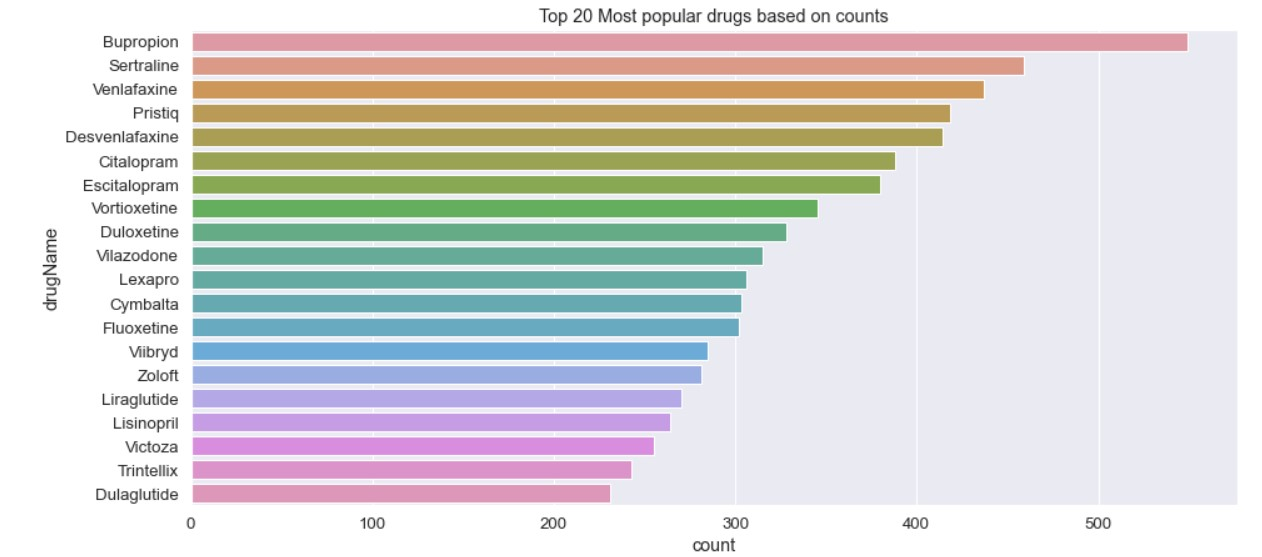 Top 20 Most popular drugs based on counts
drugName
Bupropion
Sertraline
Venlafaxine
Pristiq
Desvenlafaxine
Citalopram
Escitalopram
Vortioxetine
Duloxetine
Vilazodone
Lexapro
Cymbalta
Fluoxetine
Viibryd
Zoloft
Liraglutide
Lisinopril
Victoza
Trintellix
Dulaglutide
0 100 200 300 400 500
count